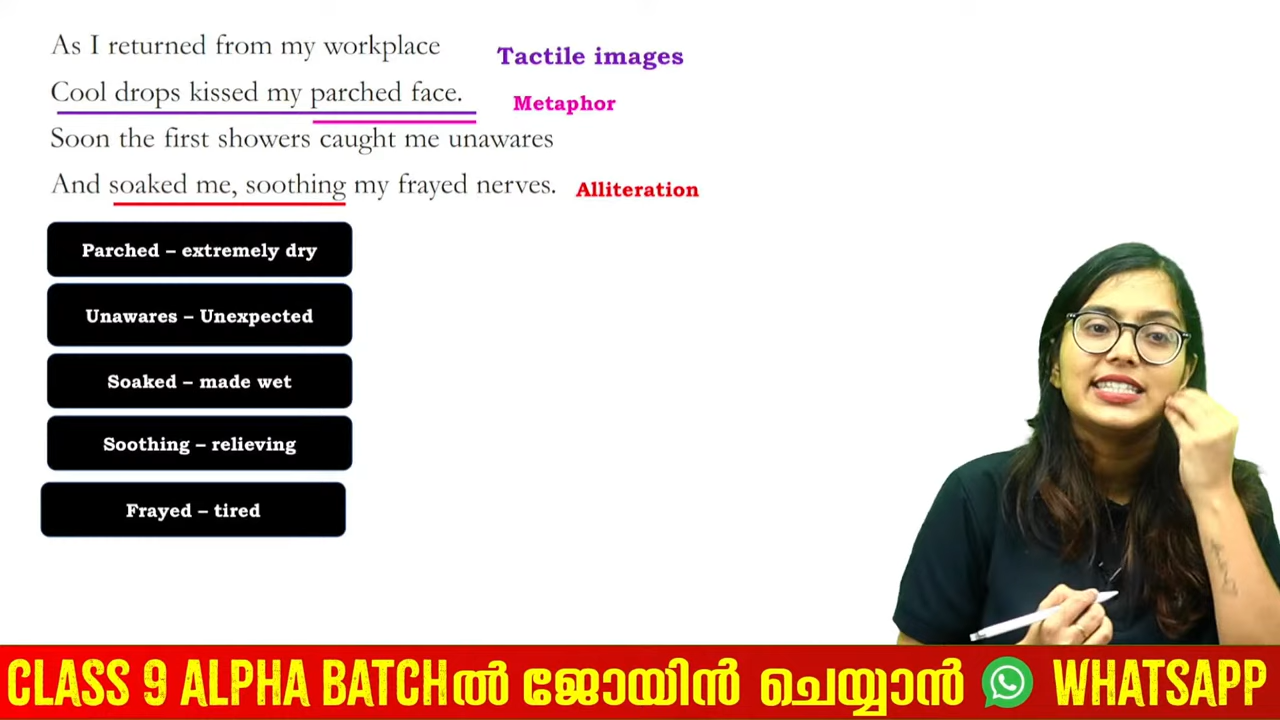 As I returned from my workplace
Tactile images
Cool drops kissed my parched face.
Metaphor
Soon the first showers caught me unawares
And soaked me, soothing my frayed nerves.
Alliteration
Parched – extremely dry
Unawares – Unexpected
Soaked – made wet
Soothing – relieving
Frayed – tired
CLASS 9 ALPHA BATCHൽ ജോയിൻ ചെയ്യാൻ WHATSAPP